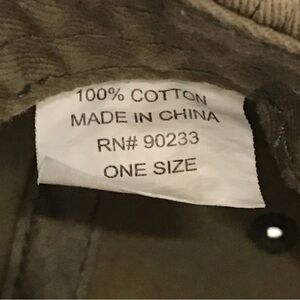 100% COTTON
MADE IN CHINA
RN# 90233
ONE SIZE